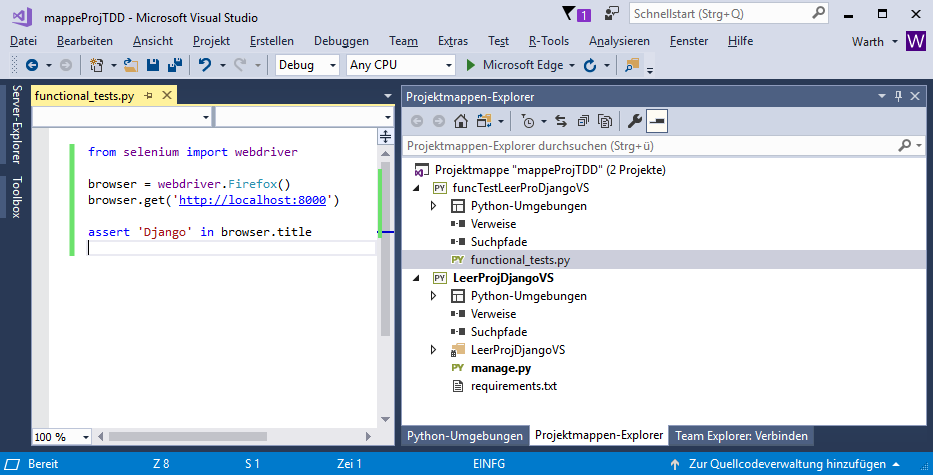 mappeProjTDD - Microsoft Visual Studio
1
Schnellstart (Strg+Q)
Datei Bearbeiten Ansicht Projekt Erstellen Debuggen Team Extras Test R-Tools Analysieren Fenster Hilfe Warth W
Debug Any CPU Microsoft Edge
Server-Explorer
Toolbox
functional_tests.py
from selenium import webdriver
browser = webdriver.Firefox()
browser.get('http://localhost:8000')
assert 'Django' in browser.title
100 %
Projektmappen-Explorer
Projektmappen-Explorer durchsuchen (Strg+ü)
Projektmappe "mappeProjTDD" (2 Projekte)
PY funcTestLeerProDjangoVS
Python-Umgebungen
Verweise
Suchpfade
PY functional_tests.py
PY LeerProjDjangoVS
Python-Umgebungen
Verweise
Suchpfade
LeerProjDjangoVS
PY manage.py
requirements.txt
Python-Umgebungen Projektmappen-Explorer Team Explorer: Verbinden
Bereit Z 8 S 1 Zei 1 EINFG Zur Quellcodeverwaltung hinzufügen